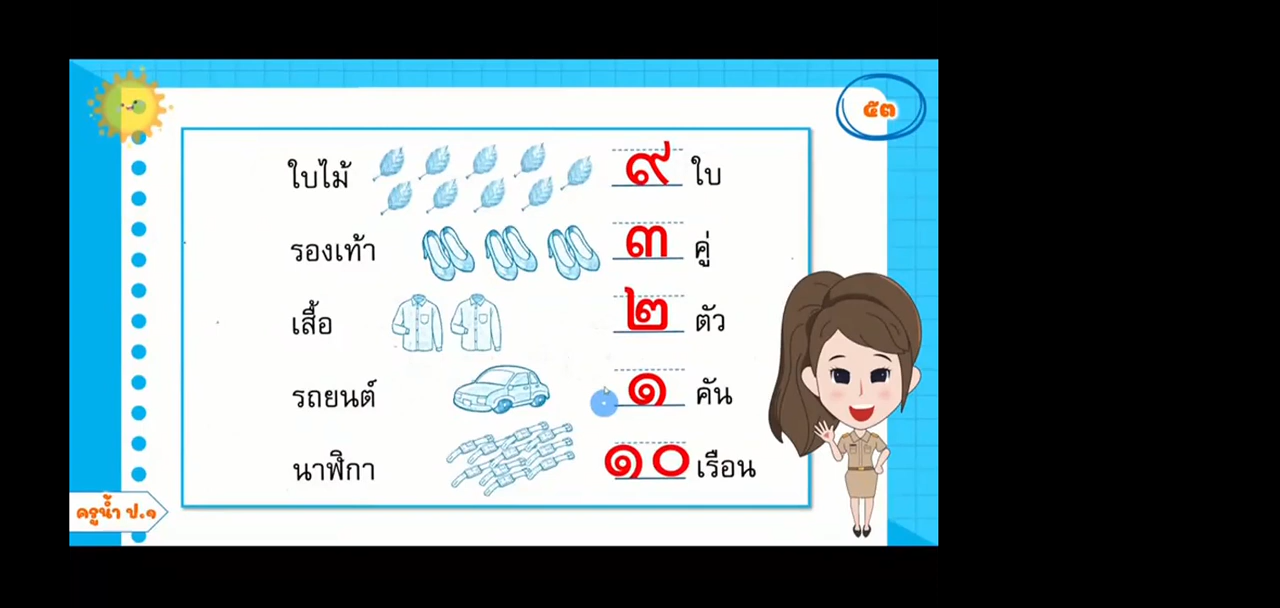 ๕๓
ใบไม้ ๙ ใบ
รองเท้า ๓ คู่
เสื้อ ๒ ตัว
รถยนต์ ๑ คัน
นาฬิกา ๑๐ เรือน
ครูน้ำ ป.๑